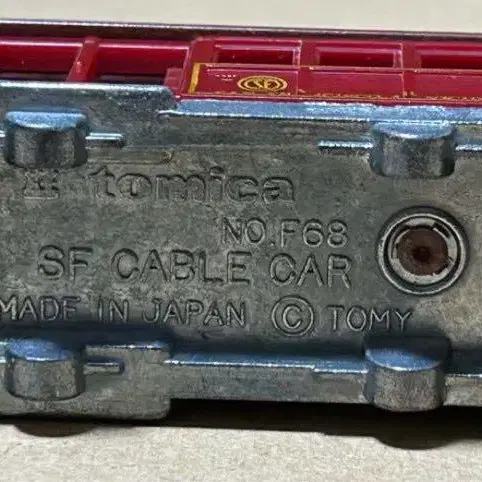 tomica
NO.F68
SF CABLE CAR
MADE IN JAPAN © TOMY